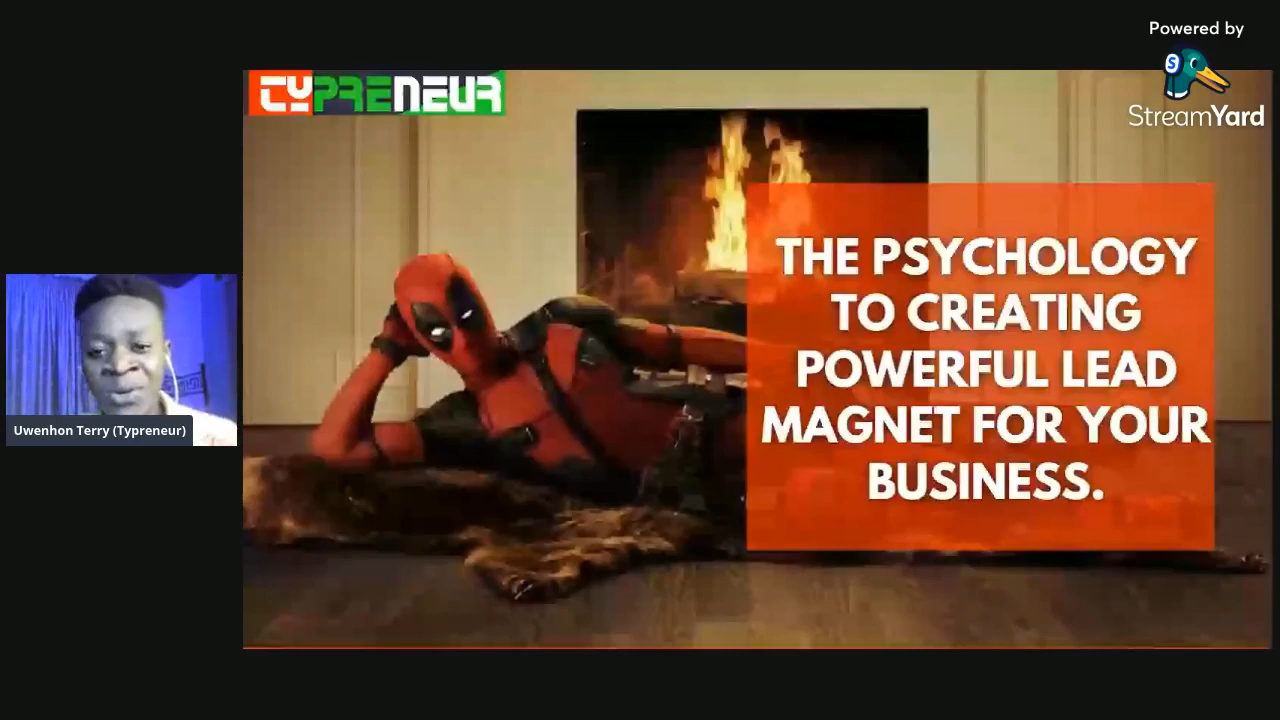 Powered by
S
StreamYard
TYPRENEUR
THE PSYCHOLOGY
TO CREATING
POWERFUL LEAD
MAGNET FOR YOUR
BUSINESS.
Uwenhon Terry (Typreneur)